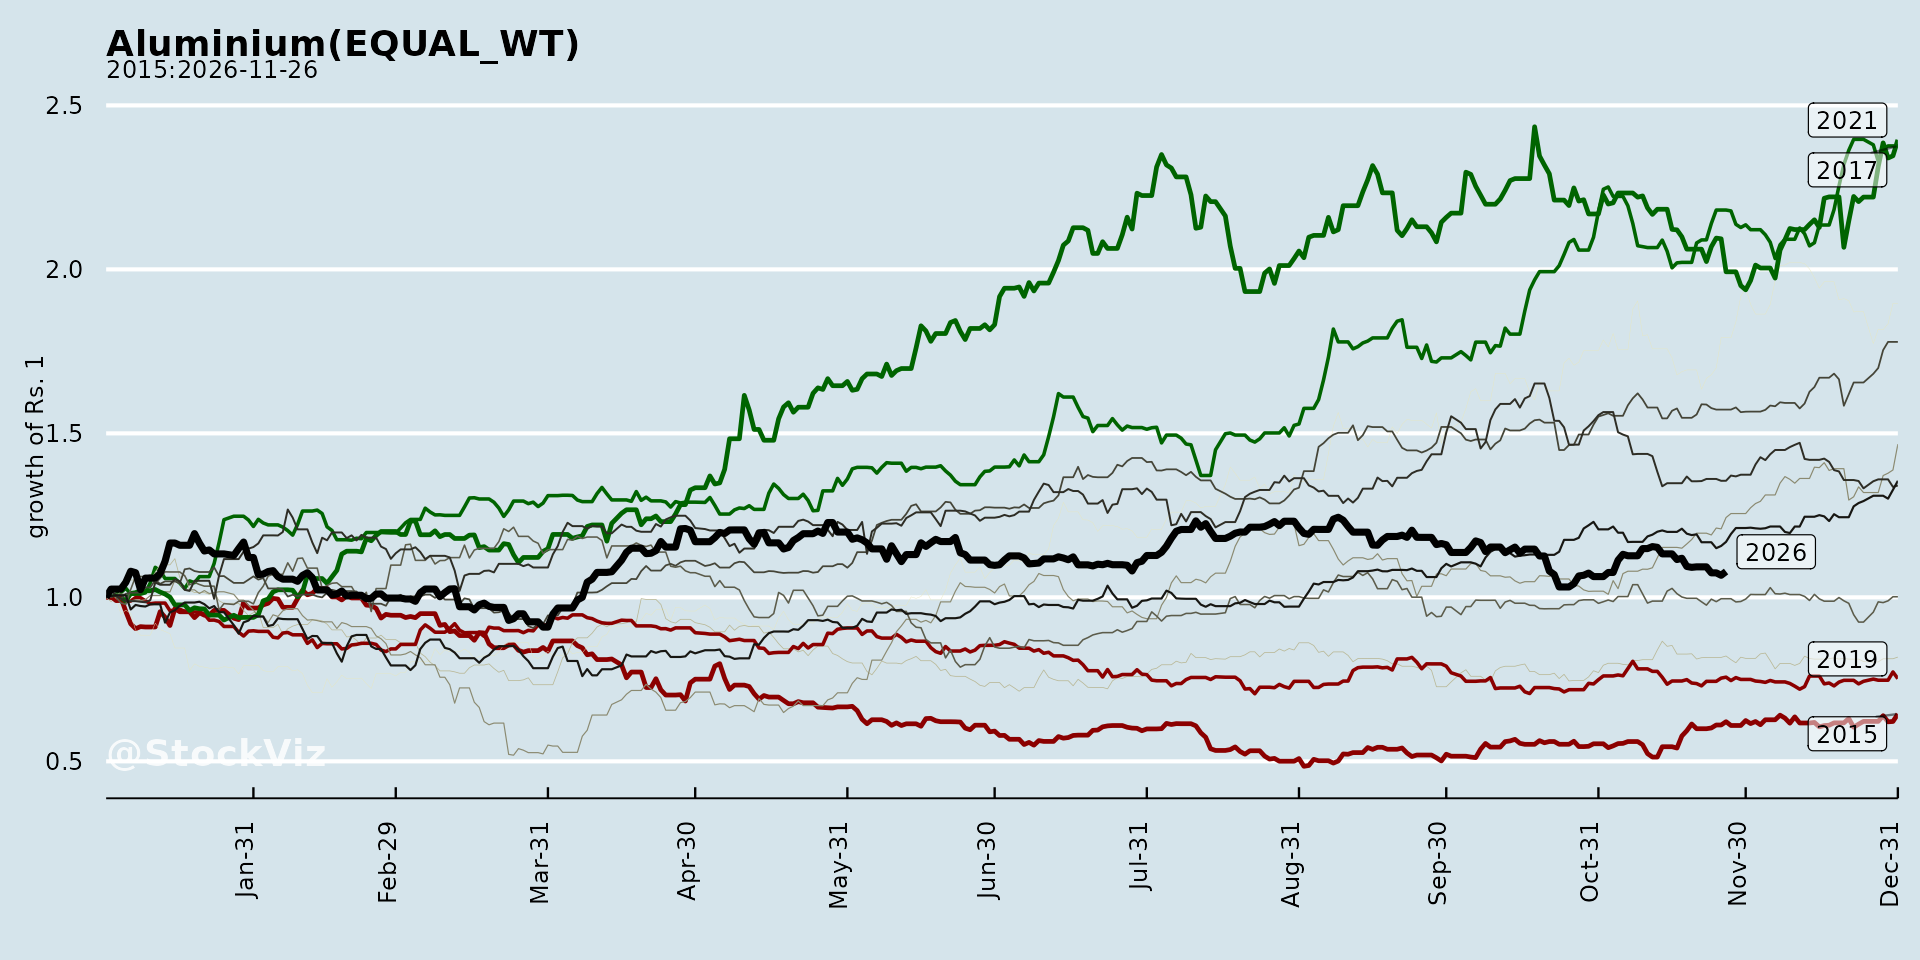 Aluminium(EQUAL_WT)
2015:2026-11-26
growth of Rs. 1
2.5
2.0
1.5
1.0
0.5
2021
2017
2026
2019
2015
@StockViz
Jan-31
Feb-29
Mar-31
Apr-30
May-31
Jun-30
Jul-31
Aug-31
Sep-30
Oct-31
Nov-30
Dec-31